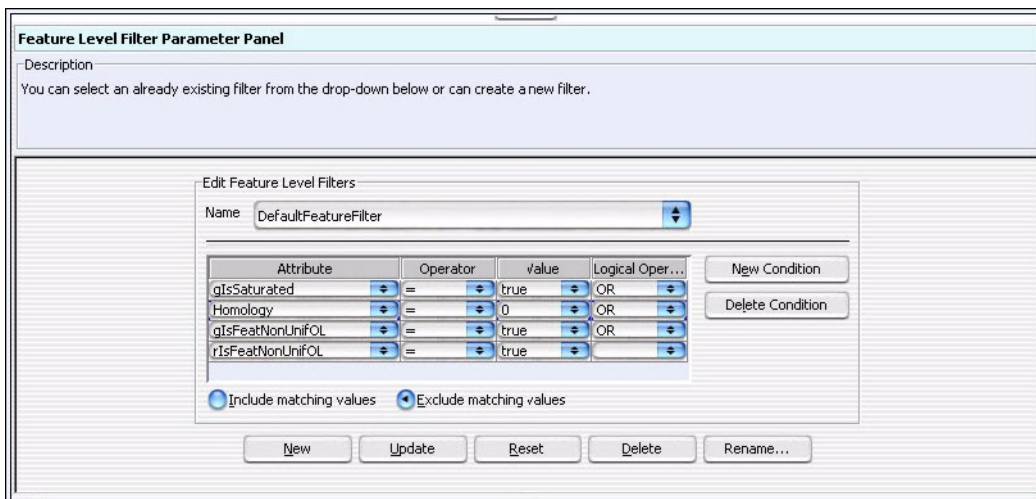 Feature Level Filter Parameter Panel
Description
You can select an already existing filter from the drop-down below or can create a new filter.
Edit Feature Level Filters
Name DefaultFeatureFilter
Attribute Operator Value Logical Oper...
gIsSaturated = true OR
Homology = 0 OR
gIsFeatNonUnifOL = true OR
rIsFeatNonUnifOL = true
New Condition
Delete Condition
Include matching values Exclude matching values
New Update Reset Delete Rename...